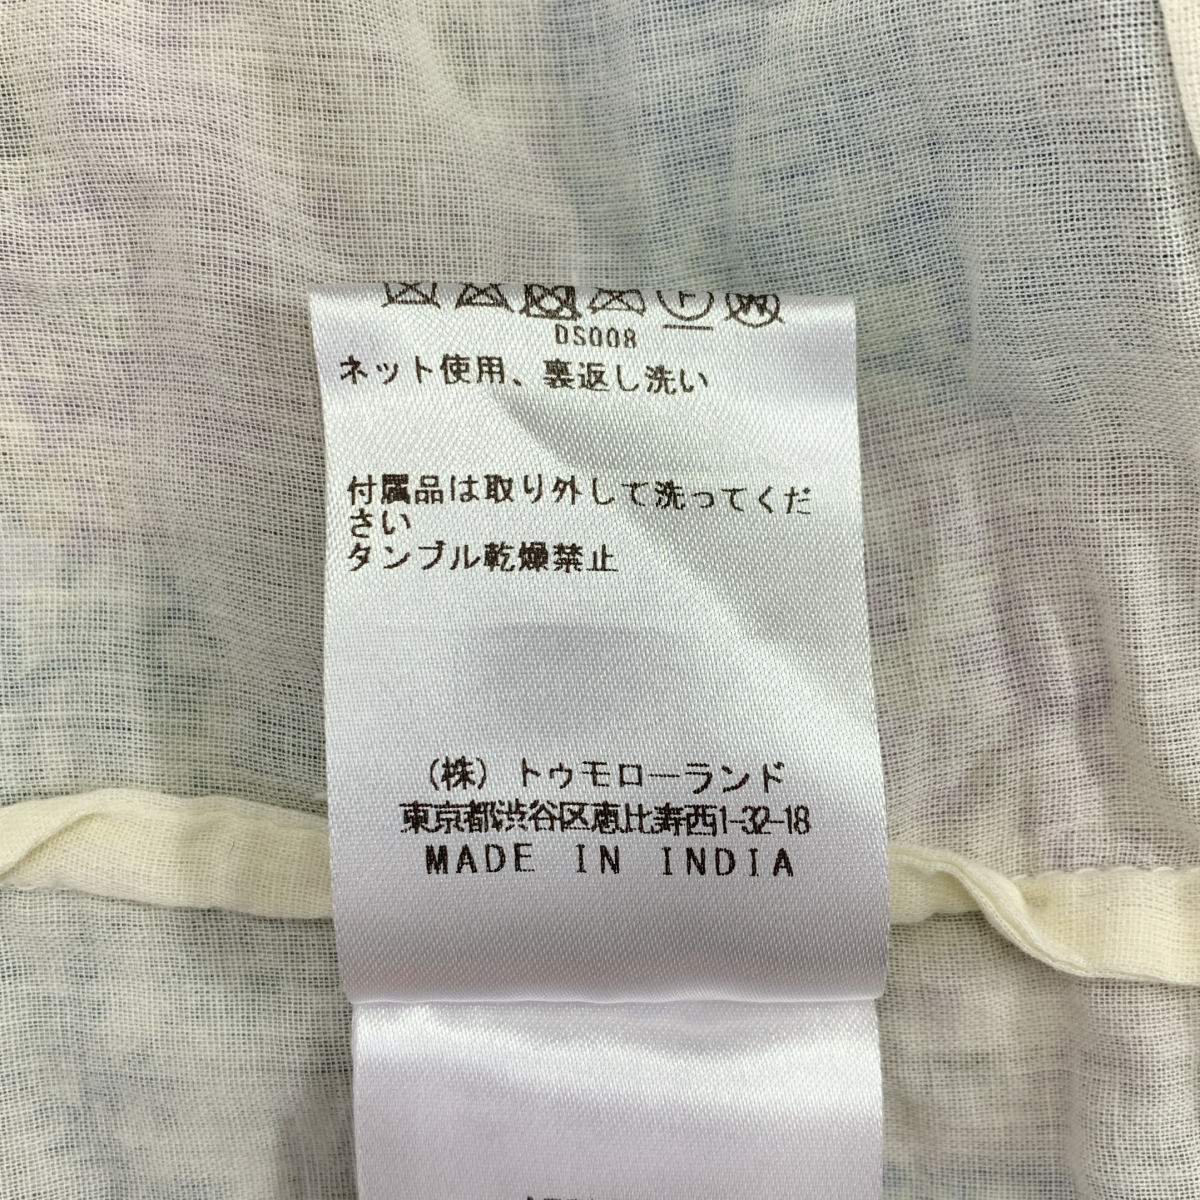 DS008
ネット使用、裏返し洗い
付属品は取り外して洗ってくだ
さい
タンブル乾燥禁止
(株)トゥモローランド
東京都渋谷区恵比寿西1-32-18
MADE IN INDIA